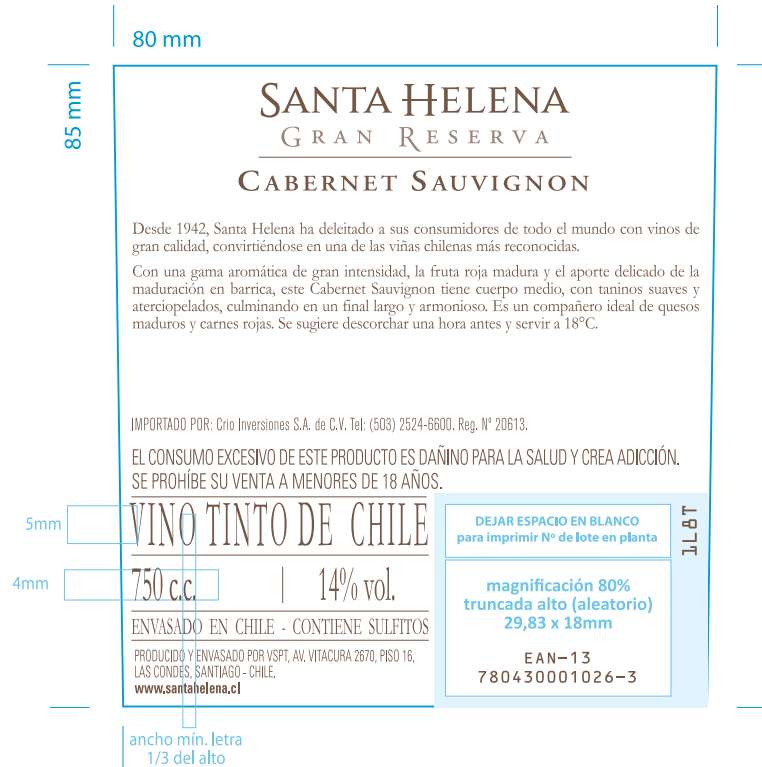 80 mm
85 mm
SANTA HELENA
GRAN RESERVA
CABERNET SAUVIGNON
Desde 1942, Santa Helena ha deleitado a sus consumidores de todo el mundo con vinos de
gran calidad, convirtiéndose en una de las viñas chilenas más reconocidas.
Con una gama aromática de gran intensidad, la fruta roja madura y el aporte delicado de la
maduración en barrica, este Cabernet Sauvignon tiene cuerpo medio, con taninos suaves y
aterciopelados, culminando en un final largo y armonioso. Es un compañero ideal de quesos
maduros y carnes rojas. Se sugiere descorchar una hora antes y servir a 18°C.
IMPORTADO POR: Crio Inversiones S.A. de C.V. Tel: (503) 2524-6600. Reg. Nº 20613.
EL CONSUMO EXCESIVO DE ESTE PRODUCTO ES DAÑINO PARA LA SALUD Y CREA ADICCIÓN.
SE PROHÍBE SU VENTA A MENORES DE 18 AÑOS.
5mm
VINO TINTO DE CHILE
4mm
750 c.c. | 14% vol.
ENVASADO EN CHILE - CONTIENE SULFITOS
PRODUCIDO Y ENVASADO POR VSPT, AV. VITACURA 2670, PISO 16,
LAS CONDES, SANTIAGO - CHILE.
www.santahelena.cl
ancho mín. letra
1/3 del alto
DEJAR ESPACIO EN BLANCO
para imprimir Nº de lote en planta
1L8T
magnificación 80%
truncada alto (aleatorio)
29,83 x 18mm
EAN-13
780430001026-3